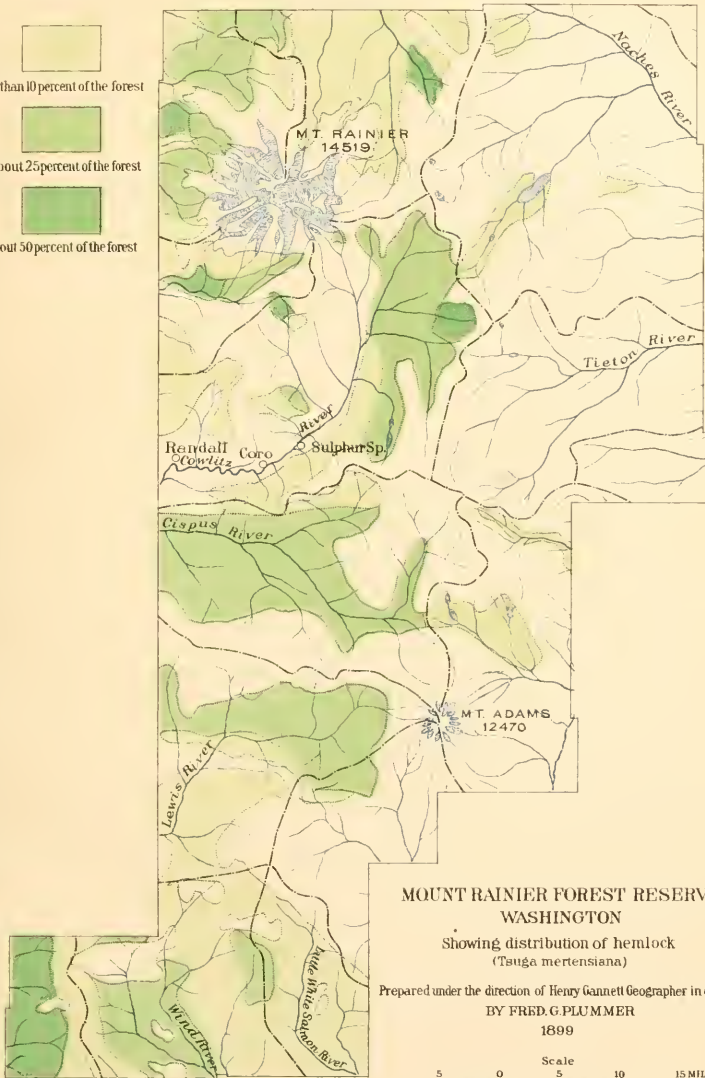 than 10 percent of the forest
out 25 percent of the forest
out 50 percent of the forest
Naches River
MT. RAINIER
14519
Tieton River
River
Randall
Cowlitz
Coro
Sulphur Sp.
Cispus River
MT. ADAMS
12470
Lewis River
Wind River
Little White Salmon River
MOUNT RAINIER FOREST RESERV
WASHINGTON
Showing distribution of hemlock
(Tsuga mertensiana)
Prepared under the direction of Henry Gannett Geographer in
BY FRED. G. PLUMMER
1899
Scale
5 0 5 10 15 MIL